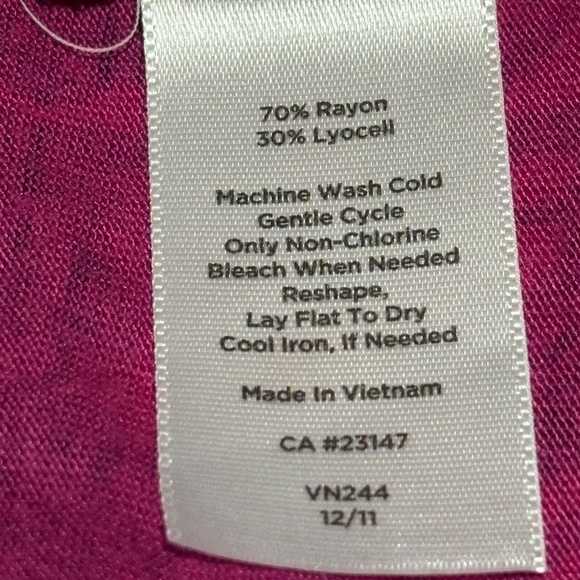 70% Rayon
30% Lyocell
Machine Wash Cold
Gentle Cycle
Only Non-Chlorine
Bleach When Needed
Reshape,
Lay Flat To Dry
Cool Iron, If Needed
Made In Vietnam
CA #23147
VN244
12/11